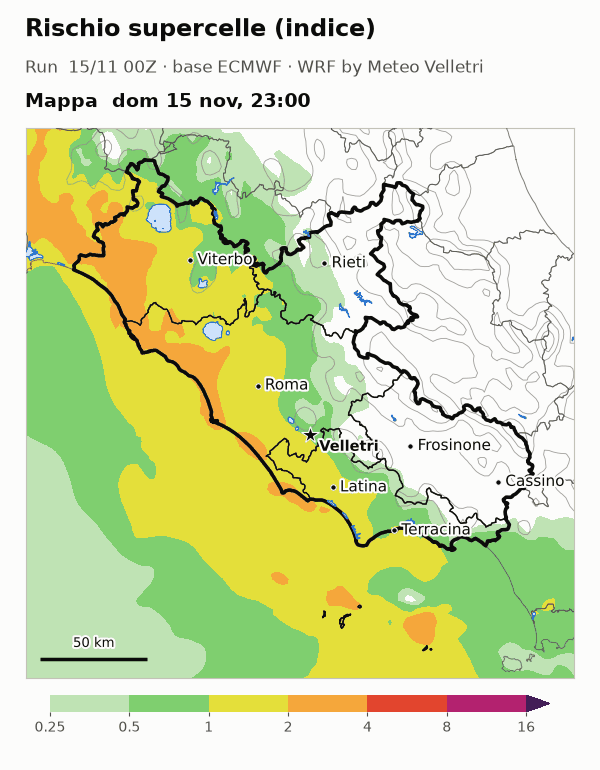 Rischio supercelle (indice)
Run  15/11 00Z · base ECMWF · WRF by Meteo Velletri
Mappa  dom 15 nov, 23:00
Viterbo
Rieti
Roma
Velletri
Frosinone
Latina
Cassino
Terracina
50 km
0.25 0.5 1 2 4 8 16